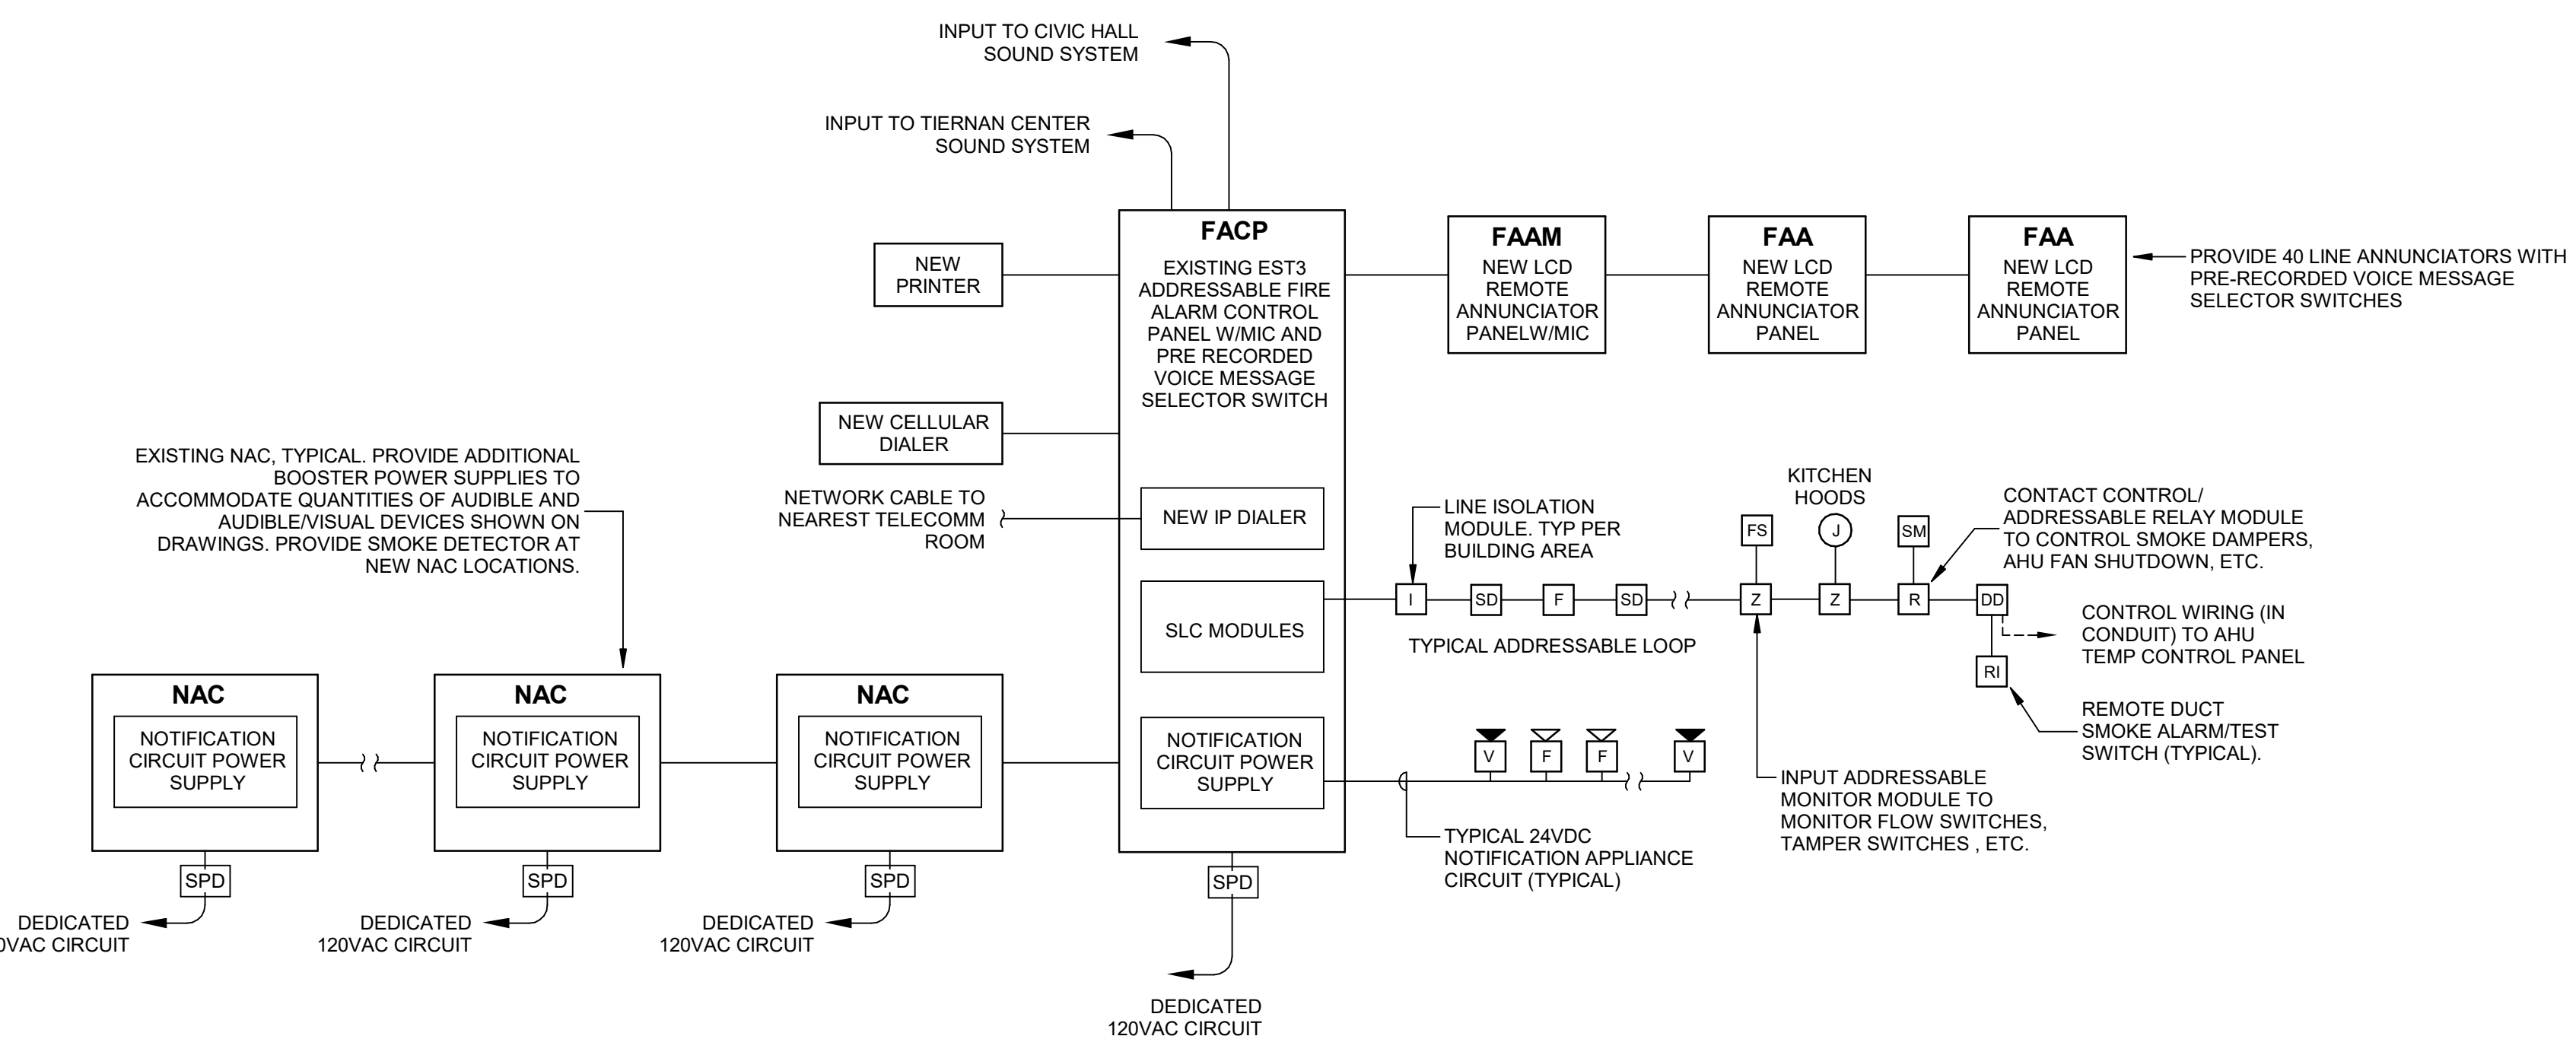 INPUT TO CIVIC HALL
SOUND SYSTEM
INPUT TO TIERNAN CENTER
SOUND SYSTEM
NEW
PRINTER
FACP
EXISTING EST3
ADDRESSABLE FIRE
ALARM CONTROL
PANEL W/MIC AND
PRE RECORDED
VOICE MESSAGE
SELECTOR SWITCH
FAAM
NEW LCD
REMOTE
ANNUNCIATOR
PANELW/MIC
FAA
NEW LCD
REMOTE
ANNUNCIATOR
PANEL
FAA
NEW LCD
REMOTE
ANNUNCIATOR
PANEL
PROVIDE 40 LINE ANNUNCIATORS WITH
PRE-RECORDED VOICE MESSAGE
SELECTOR SWITCHES
NEW CELLULAR
DIALER
NETWORK CABLE TO
NEAREST TELECOMM
ROOM
NEW IP DIALER
SLC MODULES
NOTIFICATION
CIRCUIT POWER
SUPPLY
EXISTING NAC, TYPICAL. PROVIDE ADDITIONAL
BOOSTER POWER SUPPLIES TO
ACCOMMODATE QUANTITIES OF AUDIBLE AND
AUDIBLE/VISUAL DEVICES SHOWN ON
DRAWINGS. PROVIDE SMOKE DETECTOR AT
NEW NAC LOCATIONS.
LINE ISOLATION
MODULE. TYP PER
BUILDING AREA
KITCHEN
HOODS
CONTACT CONTROL/
ADDRESSABLE RELAY MODULE
TO CONTROL SMOKE DAMPERS,
AHU FAN SHUTDOWN, ETC.
FS
J
SM
I
SD
F
SD
Z
Z
R
DD
TYPICAL ADDRESSABLE LOOP
CONTROL WIRING (IN
CONDUIT) TO AHU
TEMP CONTROL PANEL
RI
REMOTE DUCT
SMOKE ALARM/TEST
SWITCH (TYPICAL).
V
F
F
V
INPUT ADDRESSABLE
MONITOR MODULE TO
MONITOR FLOW SWITCHES,
TAMPER SWITCHES , ETC.
TYPICAL 24VDC
NOTIFICATION APPLIANCE
CIRCUIT (TYPICAL)
NAC
NOTIFICATION
CIRCUIT POWER
SUPPLY
NAC
NOTIFICATION
CIRCUIT POWER
SUPPLY
NAC
NOTIFICATION
CIRCUIT POWER
SUPPLY
SPD
SPD
SPD
SPD
DEDICATED
0VAC CIRCUIT
DEDICATED
120VAC CIRCUIT
DEDICATED
120VAC CIRCUIT
DEDICATED
120VAC CIRCUIT